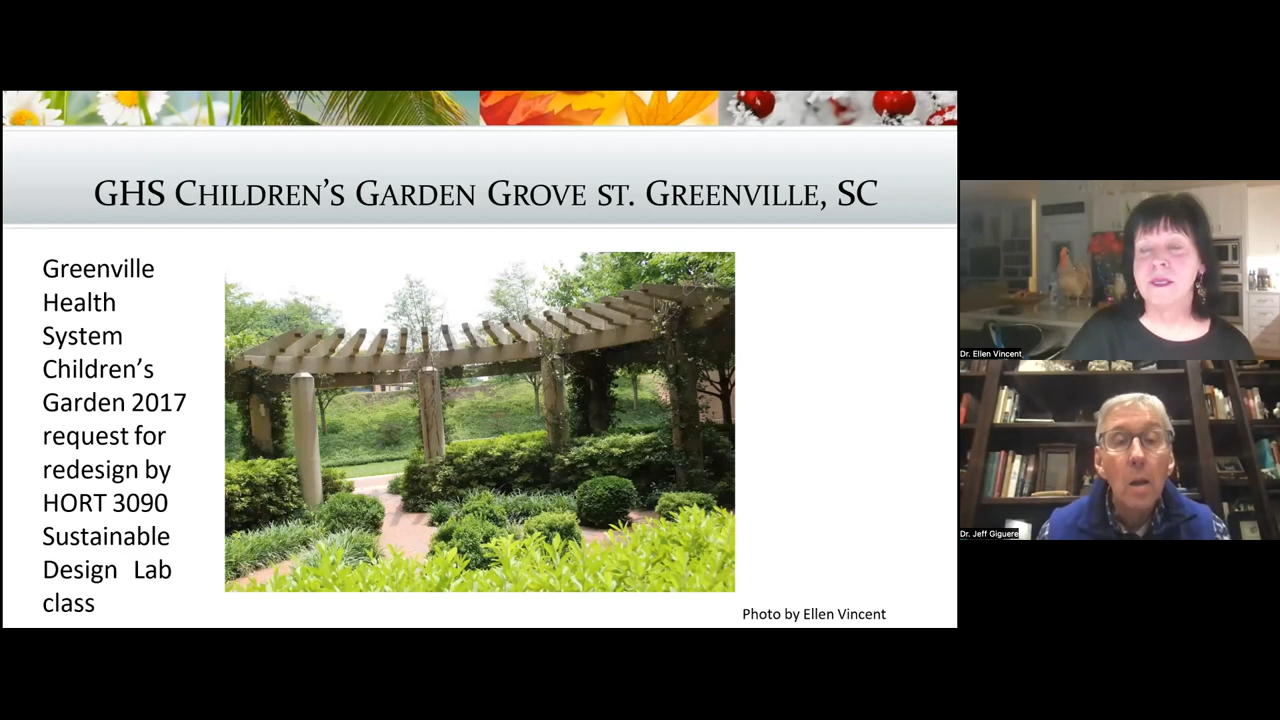 GHS CHILDREN'S GARDEN GROVE ST. GREENVILLE, SC
Greenville
Health
System
Children's
Garden 2017
request for
redesign by
HORT 3090
Sustainable
Design Lab
class
Photo by Ellen Vincent
Dr. Ellen Vincent
Dr. Jeff Giguere